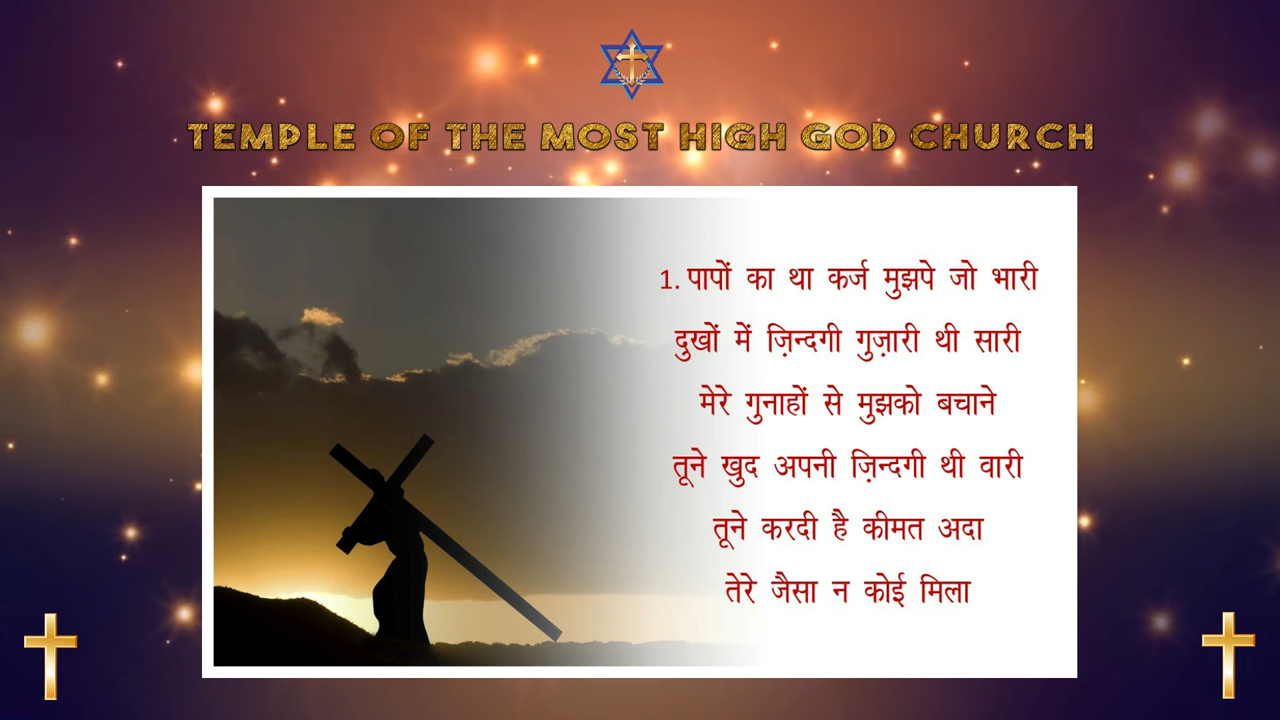 TEMPLE OF THE MOST HIGH GOD CHURCH
1. पापों का था कर्ज मुझपे जो भारी
दुखों में ज़िन्दगी गुज़ारी थी सारी
मेरे गुनाहों से मुझको बचाने
तूने खुद अपनी ज़िन्दगी थी वारी
तूने करदी है कीमत अदा
तेरे जैसा न कोई मिला